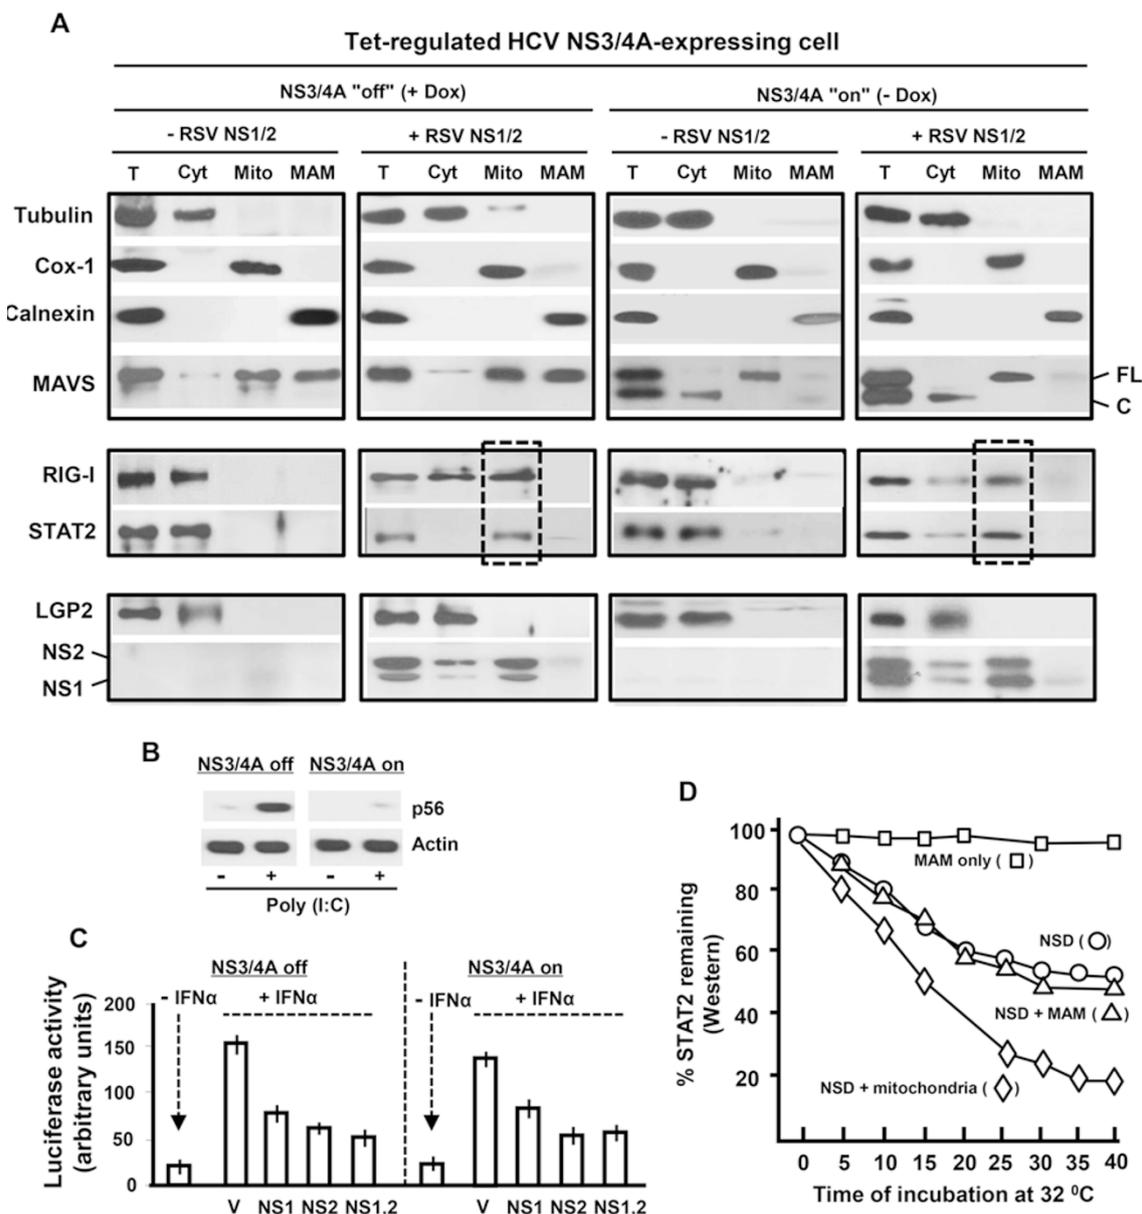 A
Tet-regulated HCV NS3/4A-expressing cell
NS3/4A "off" (+ Dox)
NS3/4A "on" (- Dox)
- RSV NS1/2
+ RSV NS1/2
- RSV NS1/2
+ RSV NS1/2
T Cyt Mito MAM
T Cyt Mito MAM
T Cyt Mito MAM
T Cyt Mito MAM
Tubulin
Cox-1
Calnexin
MAVS
FL
C
RIG-I
STAT2
LGP2
NS2
NS1
B
NS3/4A off NS3/4A on
p56
Actin
- + - +
Poly (I:C)
C
NS3/4A off
NS3/4A on
- IFNα + IFNα
- IFNα + IFNα
Luciferase activity
(arbitrary units)
200
150
100
50
0
V NS1 NS2 NS1,2
V NS1 NS2 NS1,2
D
% STAT2 remaining
(Western)
100
80
60
40
20
MAM only ( )
NSD ( )
NSD + MAM ( )
NSD + mitochondria ( )
0 5 10 15 20 25 30 35 40
Time of incubation at 32 ⁰C